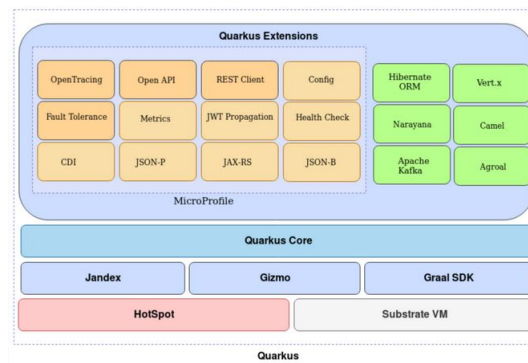 Quarkus Extensions
OpenTracing
Open API
REST Client
Config
Hibernate
ORM
Vert.x
Fault Tolerance
Metrics
JWT Propagation
Health Check
Narayana
Camel
CDI
JSON-P
JAX-RS
JSON-B
Apache
Kafka
Agroal
MicroProfile
Quarkus Core
Jandex
Gizmo
Graal SDK
HotSpot
Substrate VM
Quarkus